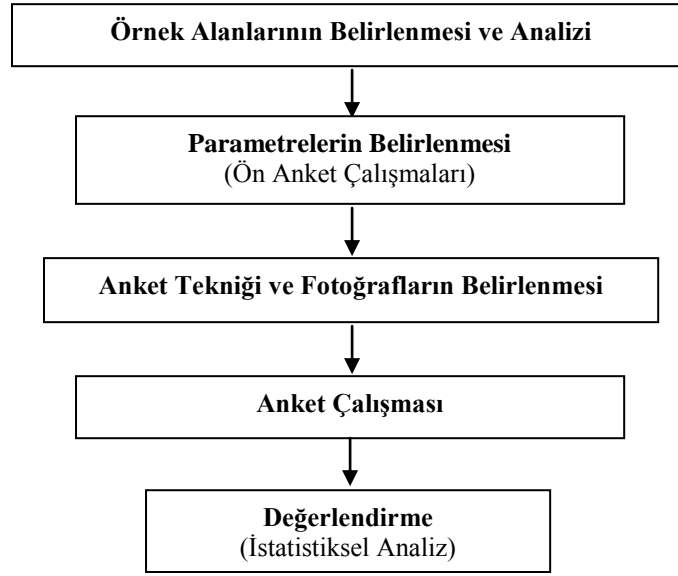 Örnek Alanlarının Belirlenmesi ve Analizi
Parametrelerin Belirlenmesi
(Ön Anket Çalışmaları)
Anket Tekniği ve Fotoğrafların Belirlenmesi
Anket Çalışması
Değerlendirme
(İstatistiksel Analiz)